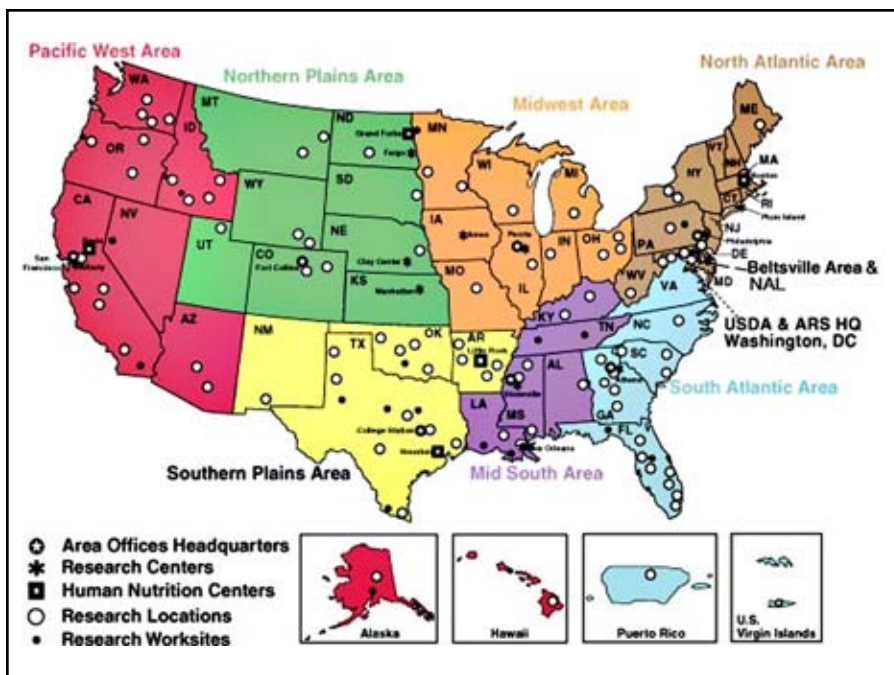 Pacific West Area
Northern Plains Area
Midwest Area
North Atlantic Area
WA
MT
ND
Grand Forks
Fargo
MN
ME
VT
NH
MA
Boston
ID
OR
SD
WI
MI
NY
CT
RI
Plum Island
WY
IA
Ames
Peoria
PA
NJ
Philadelphia
DE
CA
NV
NE
Clay Center
IN
OH
WV
MD
Beltsville Area &
NAL
San
Francisco
UT
CO
Fort Collins
KS
Manhattan
MO
IL
KY
VA
USDA & ARS HQ
Washington, DC
AZ
NM
TX
OK
AR
Little Rock
TN
NC
SC
Athens
South Atlantic Area
LA
MS
AL
GA
FL
College Station
Houston
New Orleans
Southern Plains Area
Mid South Area
Area Offices Headquarters
Research Centers
Human Nutrition Centers
Research Locations
Research Worksites
Alaska
Hawaii
Puerto Rico
U.S.
Virgin Islands